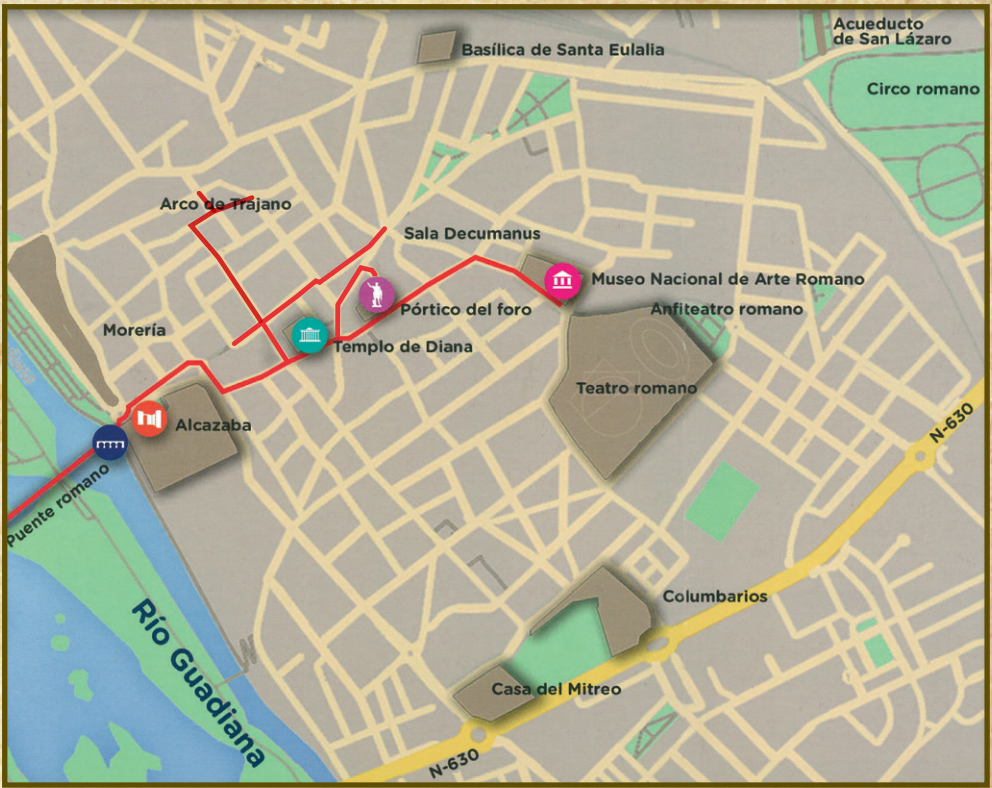 Acueducto
de San Lázaro
Basílica de Santa Eulalia
Circo romano
Arco de Trajano
Sala Decumanus
Museo Nacional de Arte Romano
Pórtico del foro
Anfiteatro romano
Morería
Templo de Diana
Teatro romano
Alcazaba
N-630
Puente romano
Columbarios
Río Guadiana
Casa del Mitreo
N-630